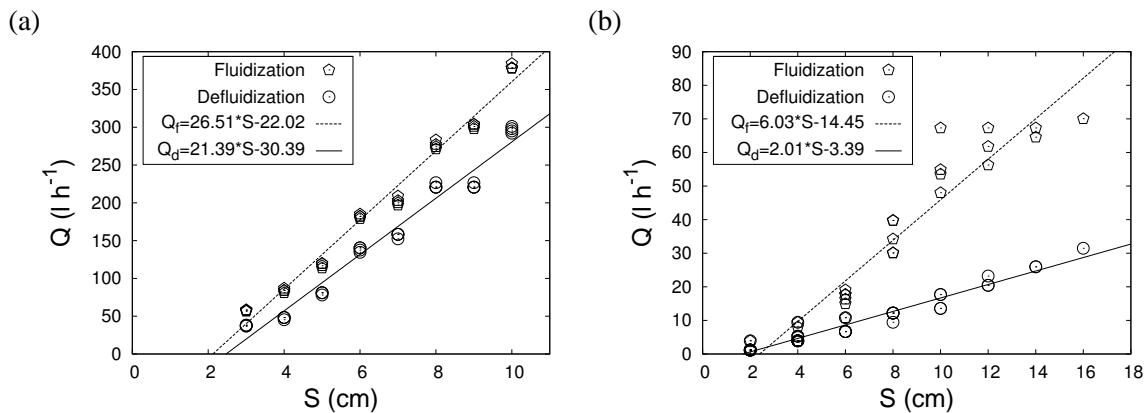 (a)
400
350
300
250
200
150
100
50
0
Q (l h⁻¹)
Fluidization
Defluidization
Q_f=26.51*S-22.02
Q_d=21.39*S-30.39
0 2 4 6 8 10
S (cm)
(b)
90
80
70
60
50
40
30
20
10
0
Q (l h⁻¹)
Fluidization
Defluidization
Q_f=6.03*S-14.45
Q_d=2.01*S-3.39
0 2 4 6 8 10 12 14 16 18
S (cm)